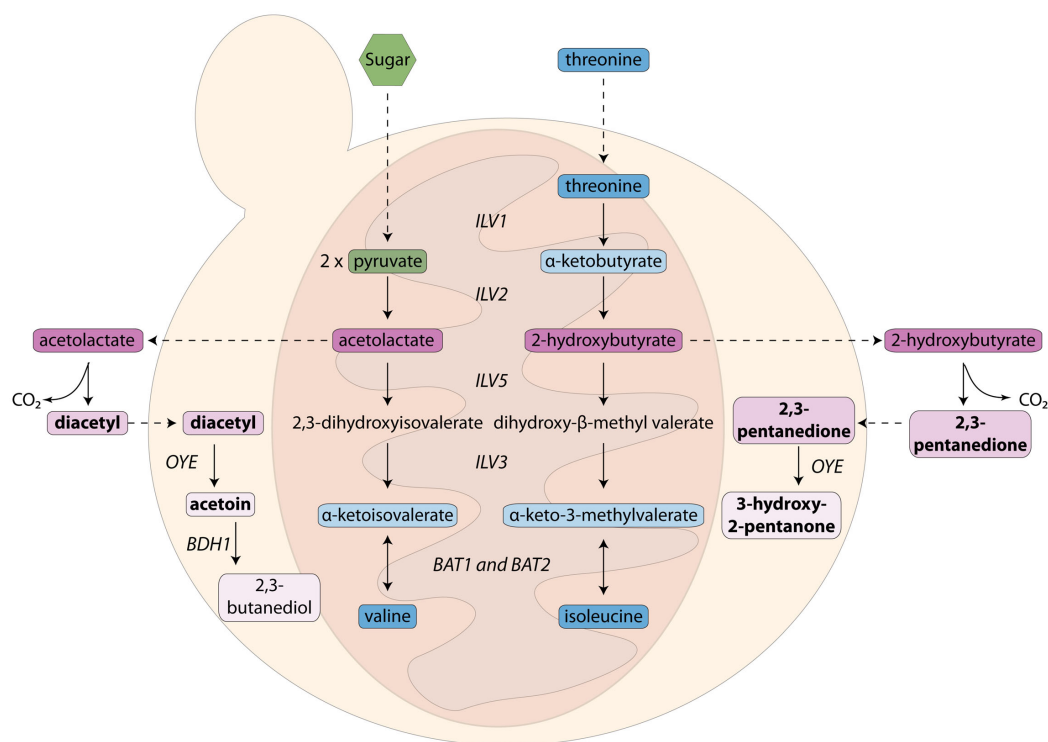 Sugar
threonine
threonine
ILV1
2 x pyruvate
α-ketobutyrate
ILV2
acetolactate
acetolactate
2-hydroxybutyrate
2-hydroxybutyrate
CO₂
ILV5
CO₂
diacetyl
diacetyl
2,3-dihydroxyisovalerate
dihydroxy-β-methyl valerate
2,3-
pentanedione
2,3-
pentanedione
OYE
ILV3
OYE
acetoin
α-ketoisovalerate
α-keto-3-methylvalerate
3-hydroxy-
2-pentanone
BDH1
BAT1 and BAT2
2,3-
butanediol
valine
isoleucine